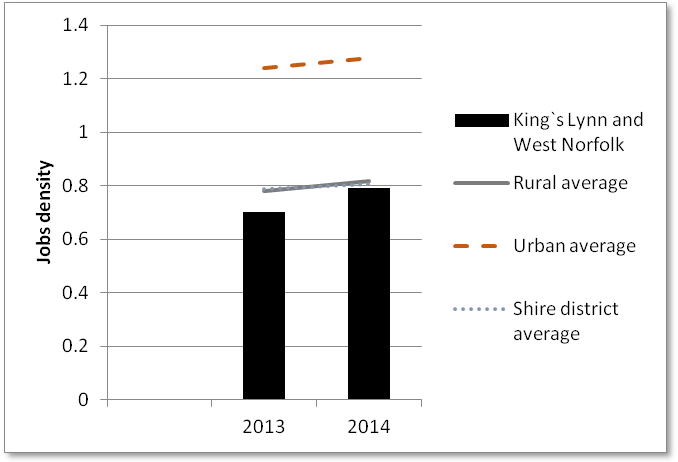 1.4
1.2
1
0.8
0.6
0.4
0.2
0
Jobs density
2013 2014
King`s Lynn and
West Norfolk
Rural average
Urban average
Shire district
average